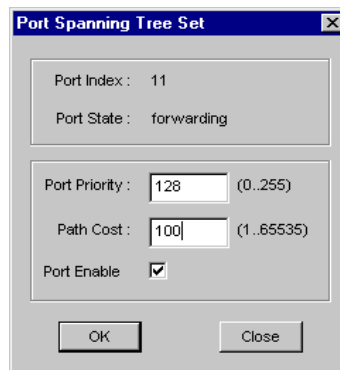 Port Spanning Tree Set
Port Index : 11
Port State : forwarding
Port Priority : 128 (0..255)
Path Cost : 100 (1..65535)
Port Enable
OK Close